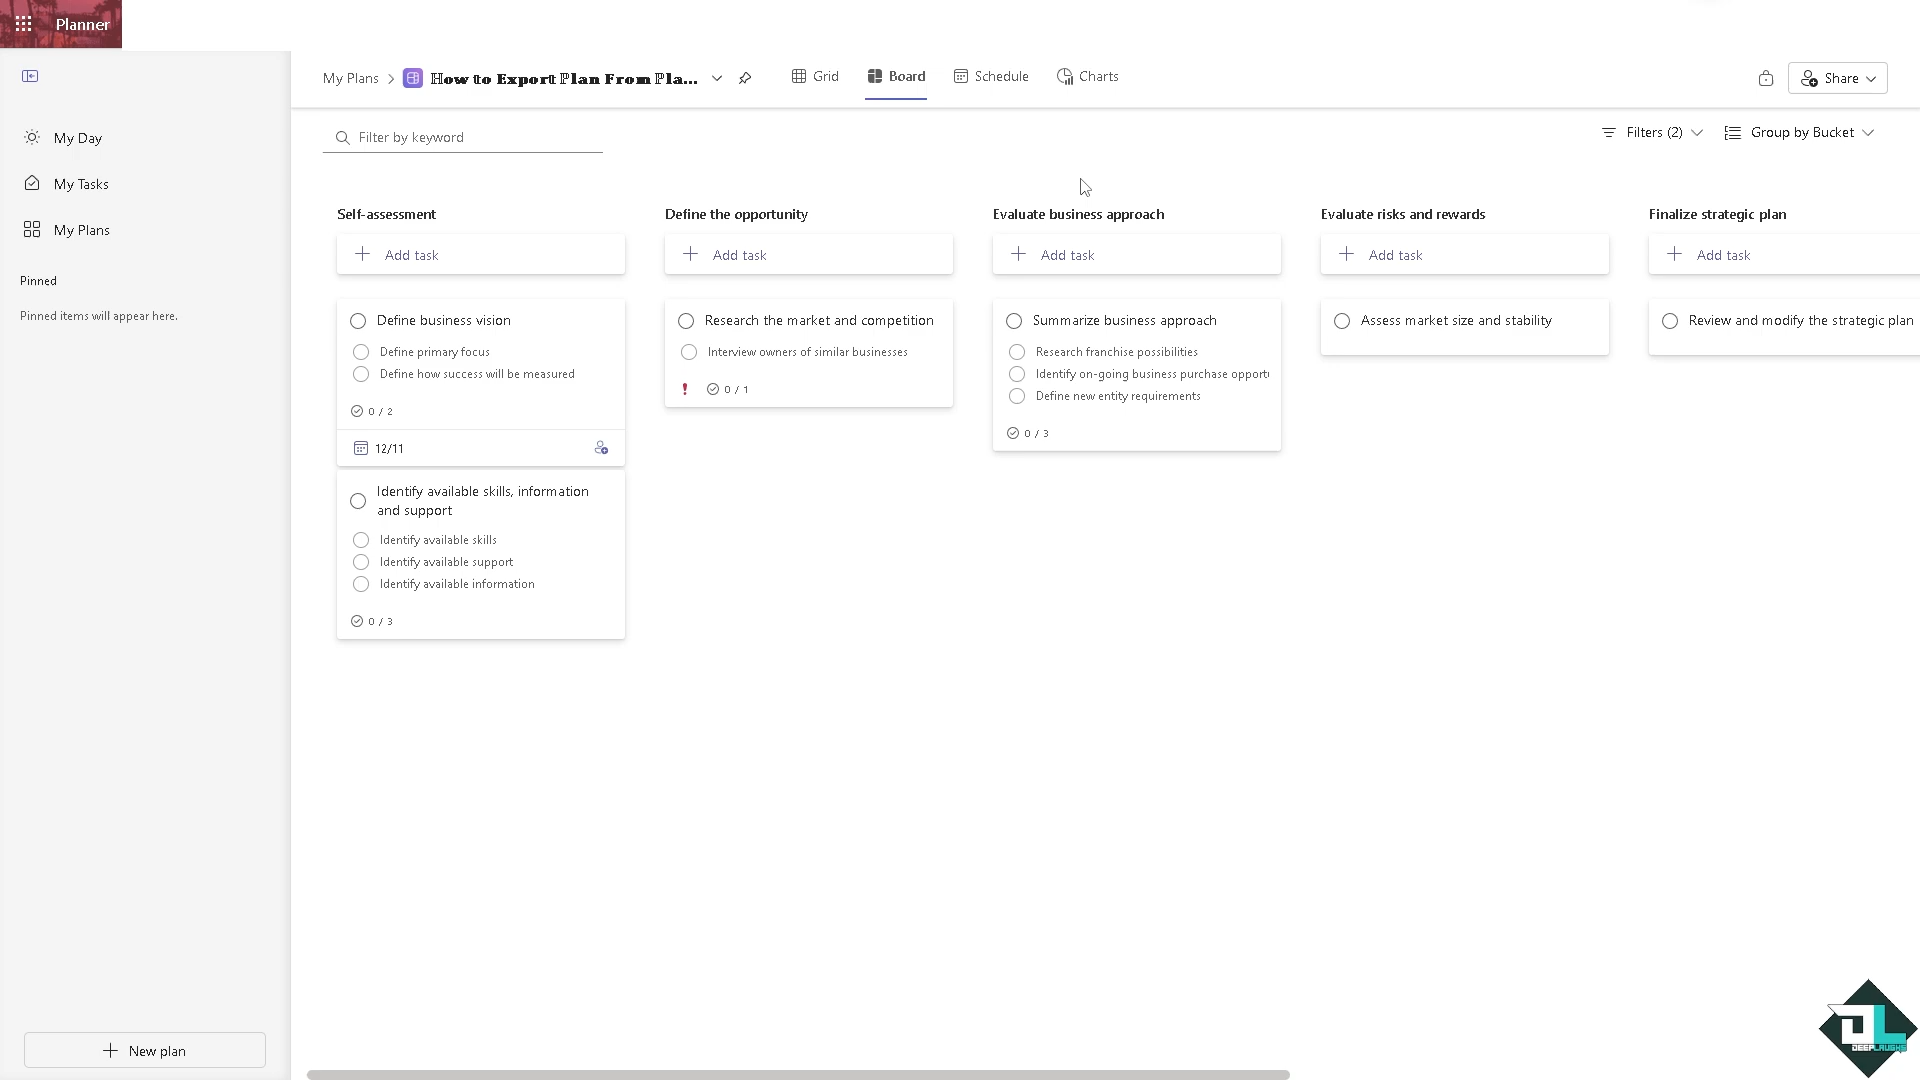 Planner
My Plans
How to Export Plan From Pla...
Grid
Board
Schedule
Charts
Share
My Day
My Tasks
My Plans
Pinned
Pinned items will appear here.
New plan
Filter by keyword
Filters (2)
Group by Bucket
Self-assessment
Add task
Define business vision
Define primary focus
Define how success will be measured
0 / 2
12/11
Identify available skills, information
and support
Identify available skills
Identify available support
Identify available information
0 / 3
Define the opportunity
Add task
Research the market and competition
Interview owners of similar businesses
0 / 1
Evaluate business approach
Add task
Summarize business approach
Research franchise possibilities
Identify on-going business purchase opport
Define new entity requirements
0 / 3
Evaluate risks and rewards
Add task
Assess market size and stability
Finalize strategic plan
Add task
Review and modify the strategic plan
JL
DEEPLAUGHS